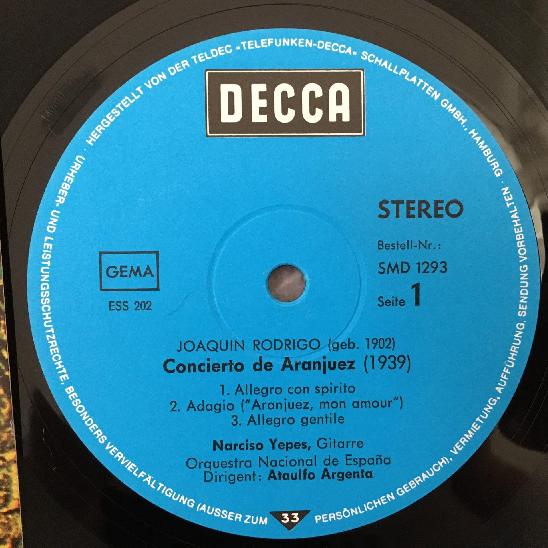 HERGESTELLT VON DER TELDEC »TELEFUNKEN-DECCA« SCHALLPLATTEN GMBH., HAMBURG · URHEBER- UND LEISTUNGSSCHUTZRECHTE, BESONDERS VERVIELFÄLTIGUNG (AUSSER ZUM PERSÖNLICHEN GEBRAUCH), VERMIETUNG, AUFFÜHRUNG, SENDUNG VORBEHALTEN ·
DECCA
STEREO
Bestell-Nr.:
SMD 1293
Seite 1
GEMA
ESS 202
JOAQUIN RODRIGO (geb. 1902)
Concierto de Aranjuez (1939)
1. Allegro con spirito
2. Adagio ("Aranjuez, mon amour")
3. Allegro gentile
Narciso Yepes, Gitarre
Orquestra Nacional de España
Dirigent: Ataulfo Argenta
33